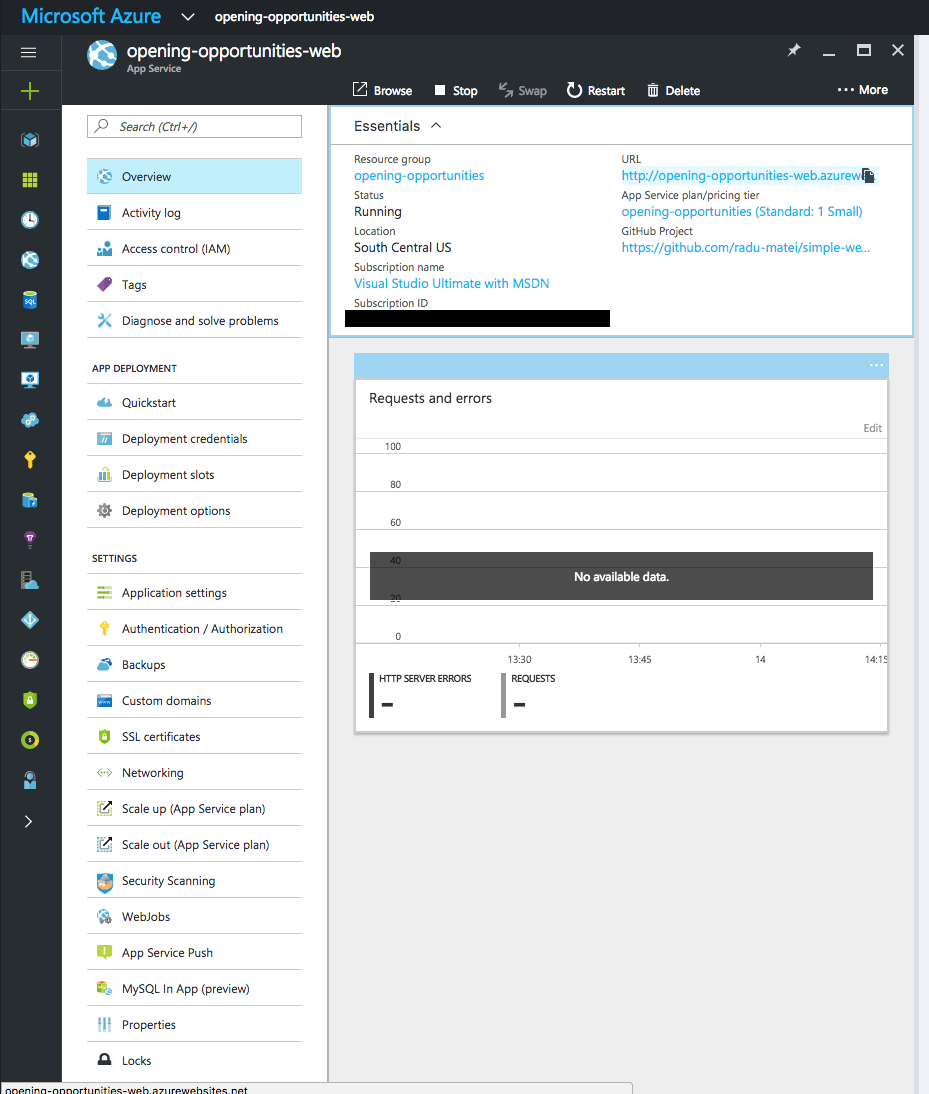 Microsoft Azure opening-opportunities-web
opening-opportunities-web
App Service
Browse Stop Swap Restart Delete More
Search (Ctrl+/)
Overview
Activity log
Access control (IAM)
Tags
Diagnose and solve problems
APP DEPLOYMENT
Quickstart
Deployment credentials
Deployment slots
Deployment options
SETTINGS
Application settings
Authentication / Authorization
Backups
Custom domains
SSL certificates
Networking
Scale up (App Service plan)
Scale out (App Service plan)
Security Scanning
WebJobs
App Service Push
MySQL In App (preview)
Properties
Locks
Essentials
Resource group
opening-opportunities
Status
Running
Location
South Central US
Subscription name
Visual Studio Ultimate with MSDN
Subscription ID
URL
http://opening-opportunities-web.azurew
App Service plan/pricing tier
opening-opportunities (Standard: 1 Small)
GitHub Project
https://github.com/radu-matei/simple-we...
Requests and errors
Edit
100
80
60
40
No available data.
20
0
13:30 13:45 14 14:15
HTTP SERVER ERRORS REQUESTS
-- --
opening-opportunities-web.azurewebsites.net